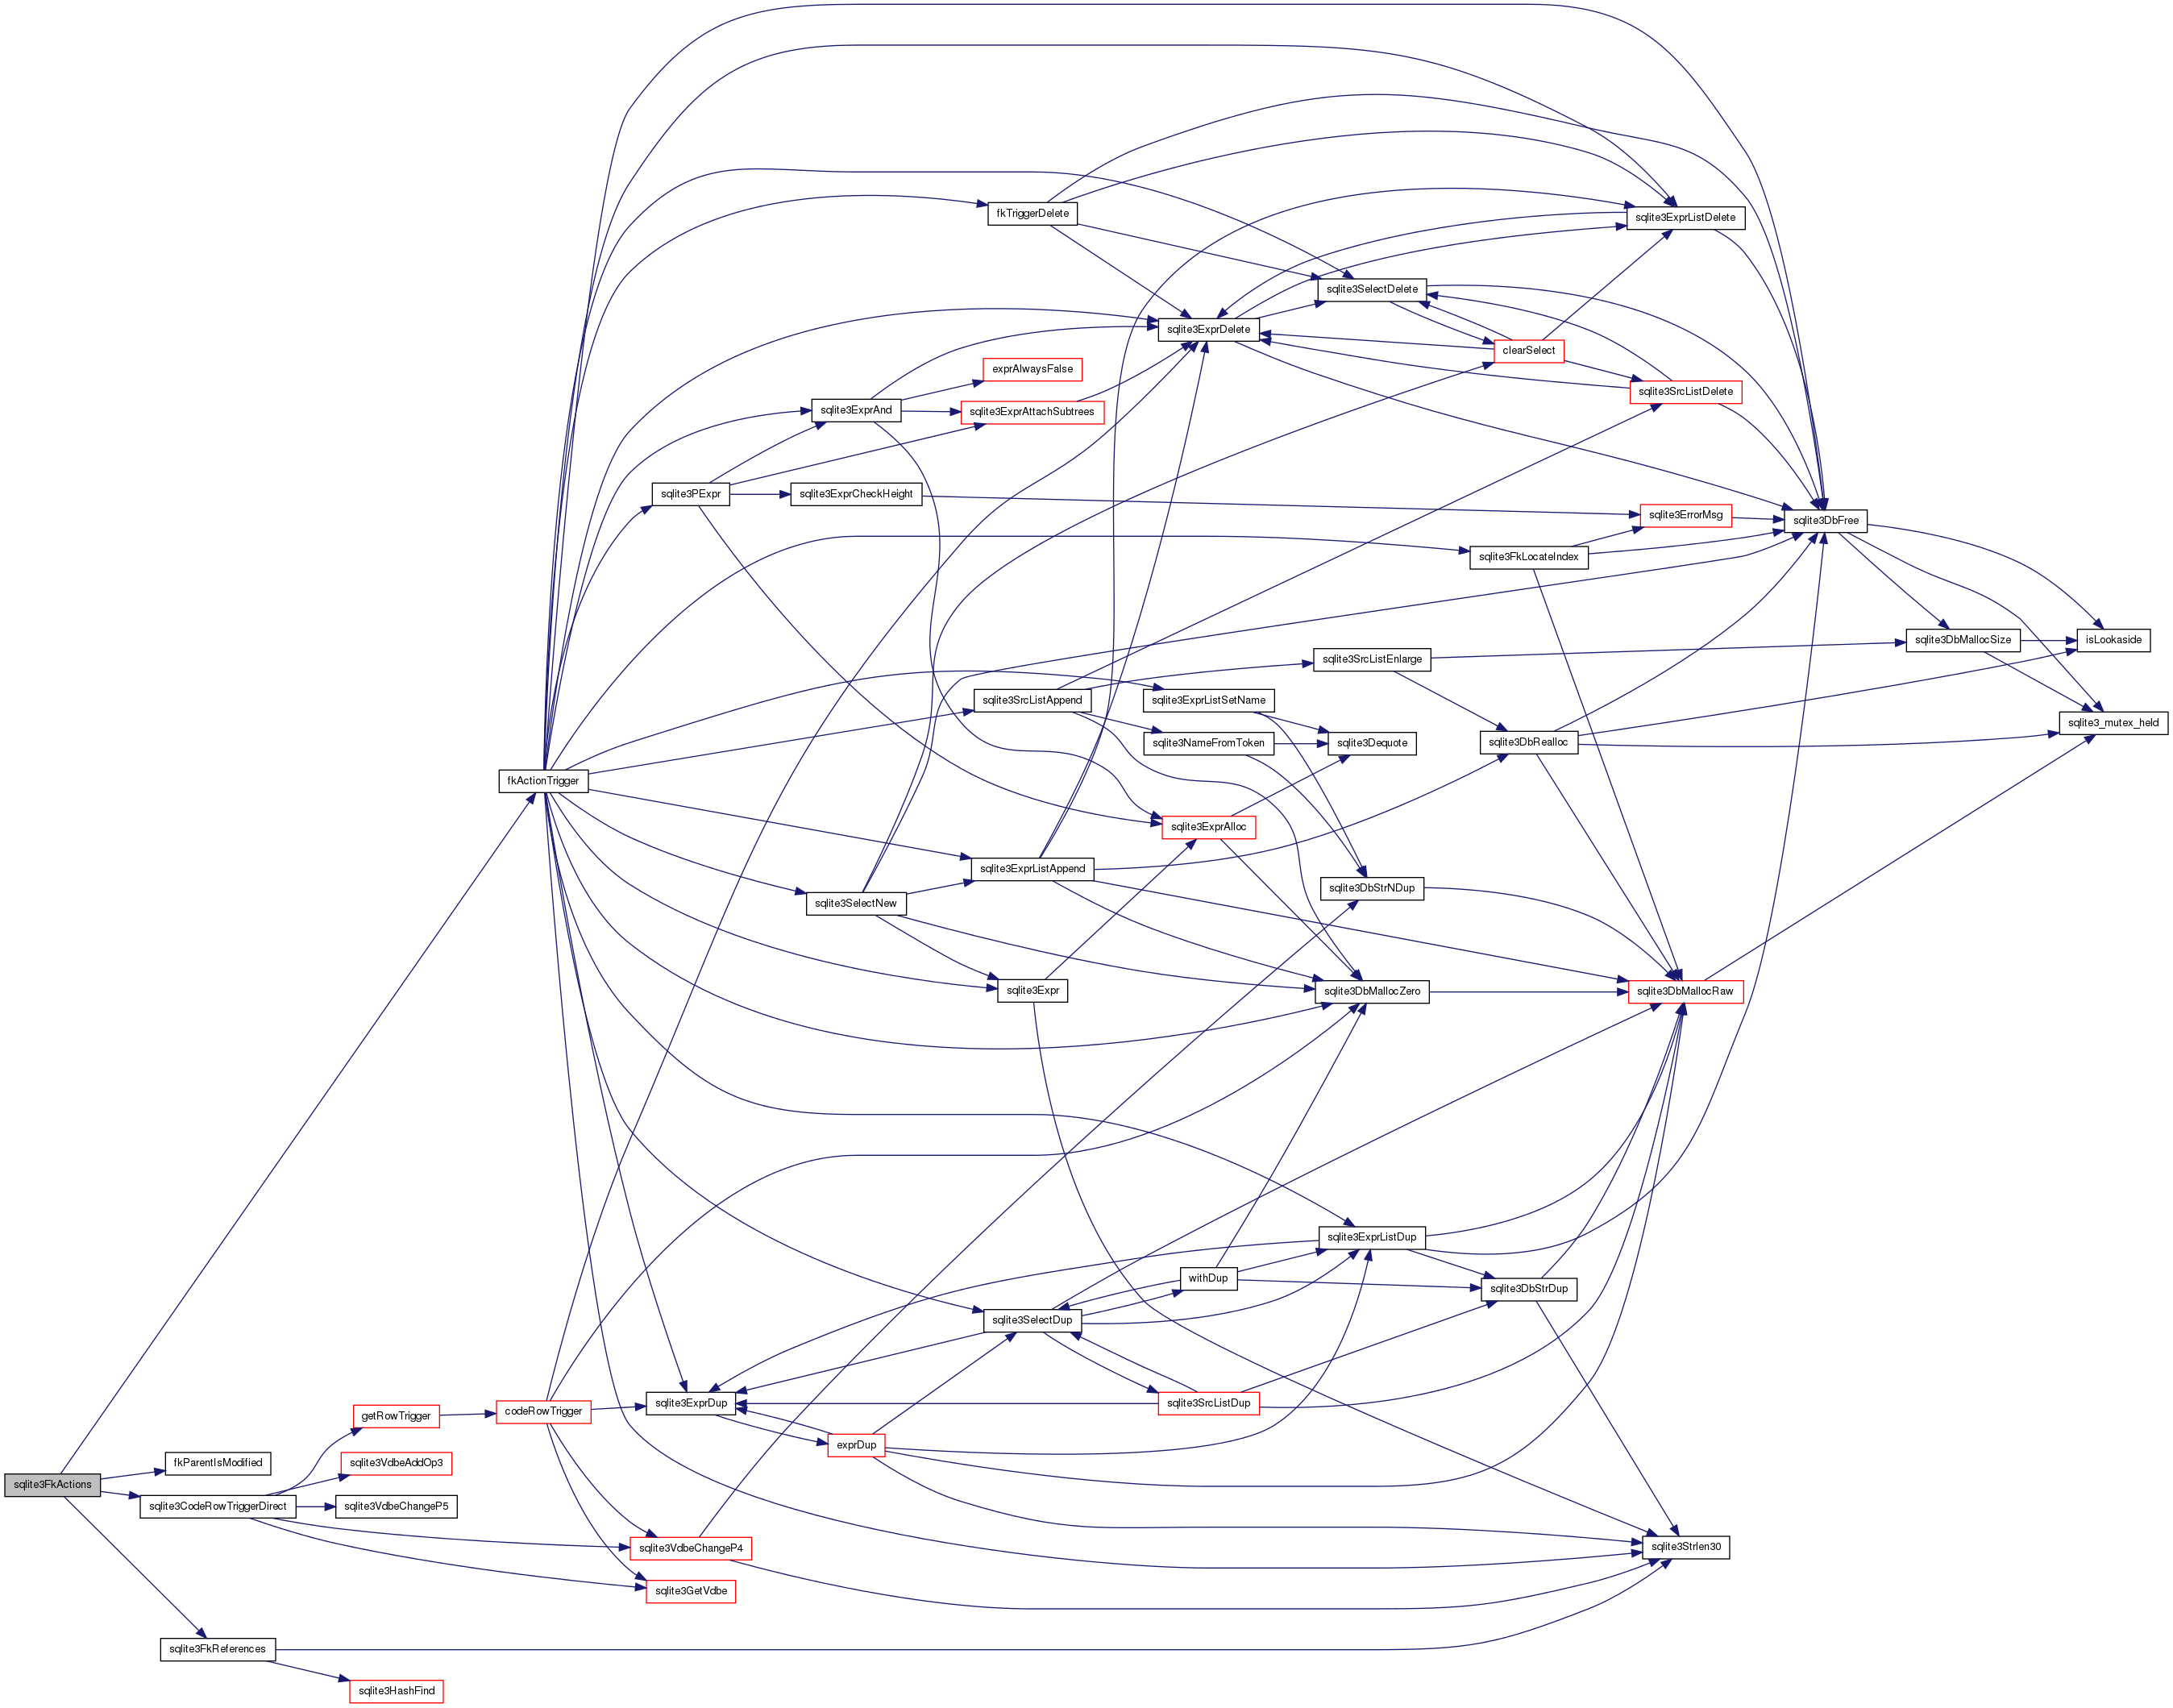 fkTriggerDelete
sqlite3ExprListDelete
sqlite3SelectDelete
sqlite3ExprDelete
clearSelect
exprAlwaysFalse
sqlite3SrcListDelete
sqlite3ExprAnd
sqlite3ExprAttachSubtrees
sqlite3PExpr
sqlite3ExprCheckHeight
sqlite3ErrorMsg
sqlite3DbFree
sqlite3FkLocateIndex
sqlite3DbMallocSize
isLookaside
sqlite3SrcListEnlarge
sqlite3SrcListAppend
sqlite3ExprListSetName
sqlite3_mutex_held
sqlite3NameFromToken
sqlite3Dequote
sqlite3DbRealloc
fkActionTrigger
sqlite3ExprAlloc
sqlite3ExprListAppend
sqlite3DbStrNDup
sqlite3SelectNew
sqlite3Expr
sqlite3DbMallocZero
sqlite3DbMallocRaw
sqlite3ExprListDup
withDup
sqlite3DbStrDup
sqlite3SelectDup
sqlite3ExprDup
sqlite3SrcListDup
codeRowTrigger
getRowTrigger
exprDup
fkParentIsModified
sqlite3VdbeAddOp3
sqlite3FkActions
sqlite3CodeRowTriggerDirect
sqlite3VdbeChangeP5
sqlite3VdbeChangeP4
sqlite3Strlen30
sqlite3GetVdbe
sqlite3FkReferences
sqlite3HashFind